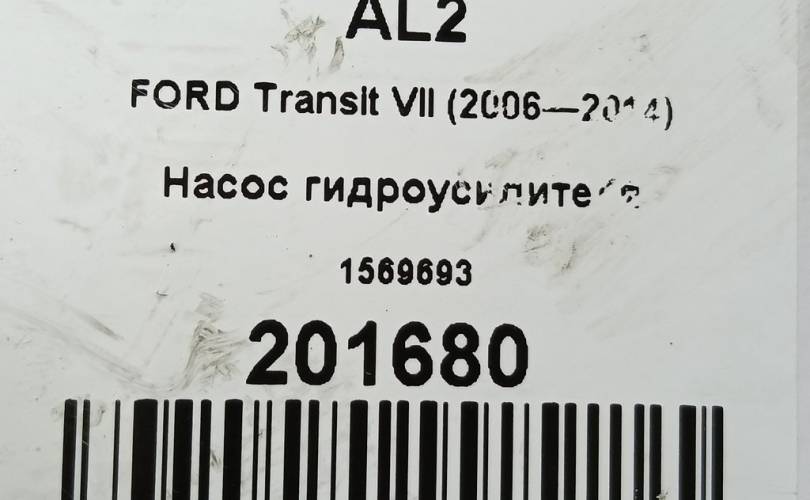 AL2
FORD Transit VII (2006—2014)
Насос гидроусилителя
1569693
201680